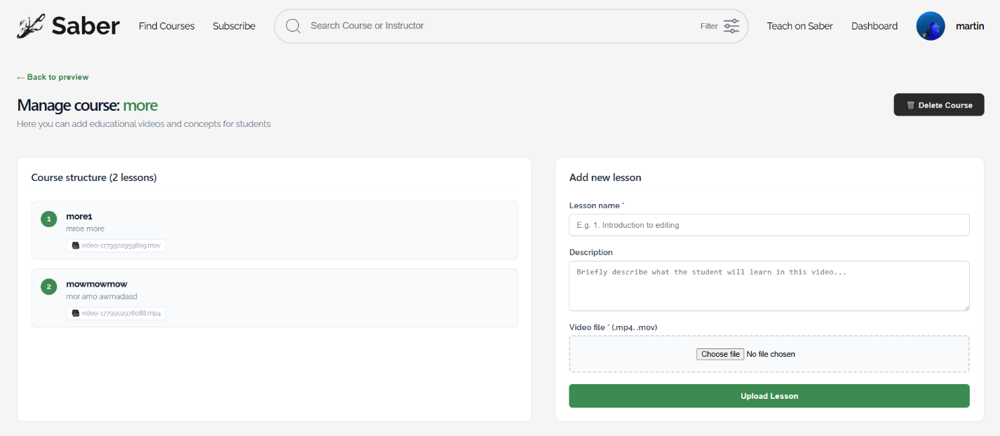 Saber
Find Courses
Subscribe
Search Course or Instructor
Filter
Teach on Saber
Dashboard
martin
← Back to preview
Manage course: more
Delete Course
Here you can add educational videos and concepts for students
Course structure (2 lessons)
1
more1
mroe more
video-1779902959809.mov
2
mowmowmow
mor amo awmadasd
video-1779902976088.mp4
Add new lesson
Lesson name *
E.g. 1. Introduction to editing
Description
Briefly describe what the student will learn in this video...
Video file * (.mp4, .mov)
Choose file No file chosen
Upload Lesson